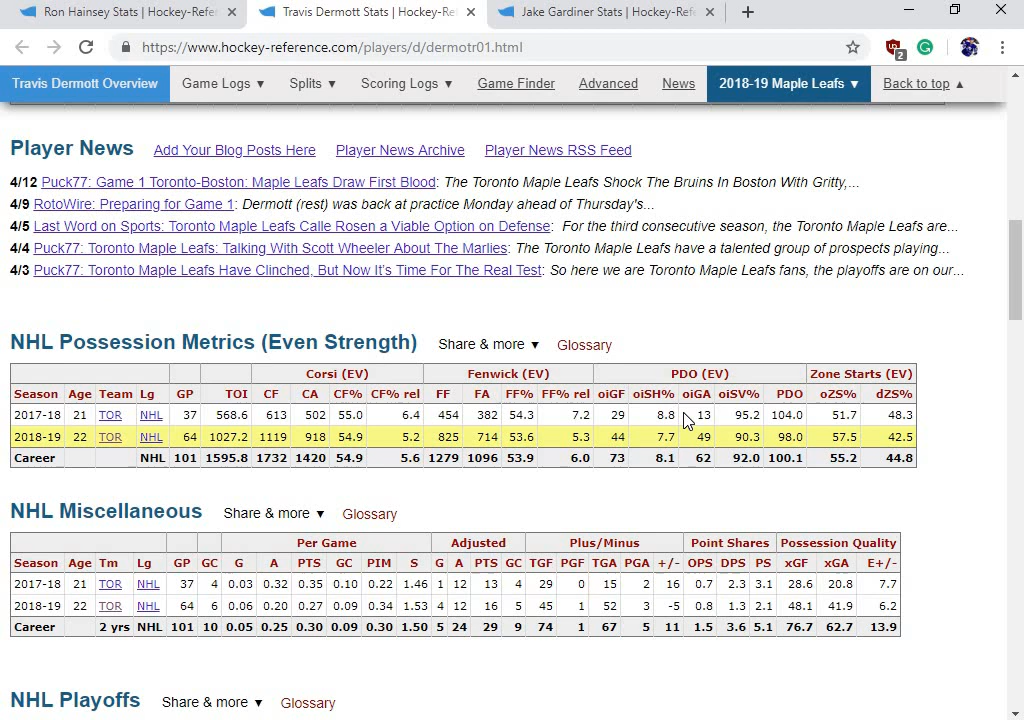 Ron Hainsey Stats | Hockey-Refer
Travis Dermott Stats | Hockey-Re
Jake Gardiner Stats | Hockey-Refe
https://www.hockey-reference.com/players/d/dermotr01.html
2
Travis Dermott Overview Game Logs ▼ Splits ▼ Scoring Logs ▼ Game Finder Advanced News 2018-19 Maple Leafs ▼ Back to top ▲
Player News Add Your Blog Posts Here Player News Archive Player News RSS Feed
4/12 Puck77: Game 1 Toronto-Boston: Maple Leafs Draw First Blood: The Toronto Maple Leafs Shock The Bruins In Boston With Gritty,...
4/9 RotoWire: Preparing for Game 1: Dermott (rest) was back at practice Monday ahead of Thursday's...
4/5 Last Word on Sports: Toronto Maple Leafs Calle Rosen a Viable Option on Defense: For the third consecutive season, the Toronto Maple Leafs are...
4/4 Puck77: Toronto Maple Leafs: Talking With Scott Wheeler About The Marlies: The Toronto Maple Leafs have a talented group of prospects playing...
4/3 Puck77: Toronto Maple Leafs Have Clinched, But Now It's Time For The Real Test: So here we are Toronto Maple Leafs fans, the playoffs are on our...
NHL Possession Metrics (Even Strength) Share & more ▼ Glossary
Corsi (EV) Fenwick (EV) PDO (EV) Zone Starts (EV)
Season Age Team Lg GP TOI CF CA CF% CF% rel FF FA FF% FF% rel oiGF oiSH% oiGA oiSV% PDO oZS% dZS%
2017-18 21 TOR NHL 37 568.6 613 502 55.0 6.4 454 382 54.3 7.2 29 8.8 13 95.2 104.0 51.7 48.3
2018-19 22 TOR NHL 64 1027.2 1119 918 54.9 5.2 825 714 53.6 5.3 44 7.7 49 90.3 98.0 57.5 42.5
Career NHL 101 1595.8 1732 1420 54.9 5.6 1279 1096 53.9 6.0 73 8.1 62 92.0 100.1 55.2 44.8
NHL Miscellaneous Share & more ▼ Glossary
Per Game Adjusted Plus/Minus Point Shares Possession Quality
Season Age Tm Lg GP GC G A PTS GC PIM S G A PTS GC TGF PGF TGA PGA +/- OPS DPS PS xGF xGA E+/-
2017-18 21 TOR NHL 37 4 0.03 0.32 0.35 0.10 0.22 1.46 1 12 13 4 29 0 15 2 16 0.7 2.3 3.1 28.6 20.8 7.7
2018-19 22 TOR NHL 64 6 0.06 0.20 0.27 0.09 0.34 1.53 4 12 16 5 45 1 52 3 -5 0.8 1.3 2.1 48.1 41.9 6.2
Career 2 yrs NHL 101 10 0.05 0.25 0.30 0.09 0.30 1.50 5 24 29 9 74 1 67 5 11 1.5 3.6 5.1 76.7 62.7 13.9
NHL Playoffs Share & more ▼ Glossary